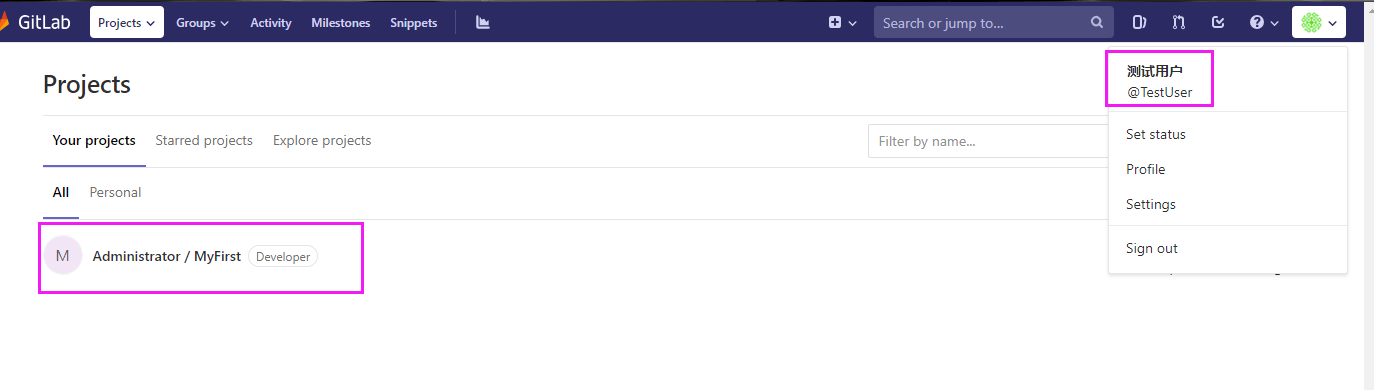 GitLab Projects Groups Activity Milestones Snippets Search or jump to...
测试用户
@TestUser
Projects
Your projects Starred projects Explore projects Filter by name...
Set status
Profile
Settings
Sign out
All Personal
M Administrator / MyFirst Developer